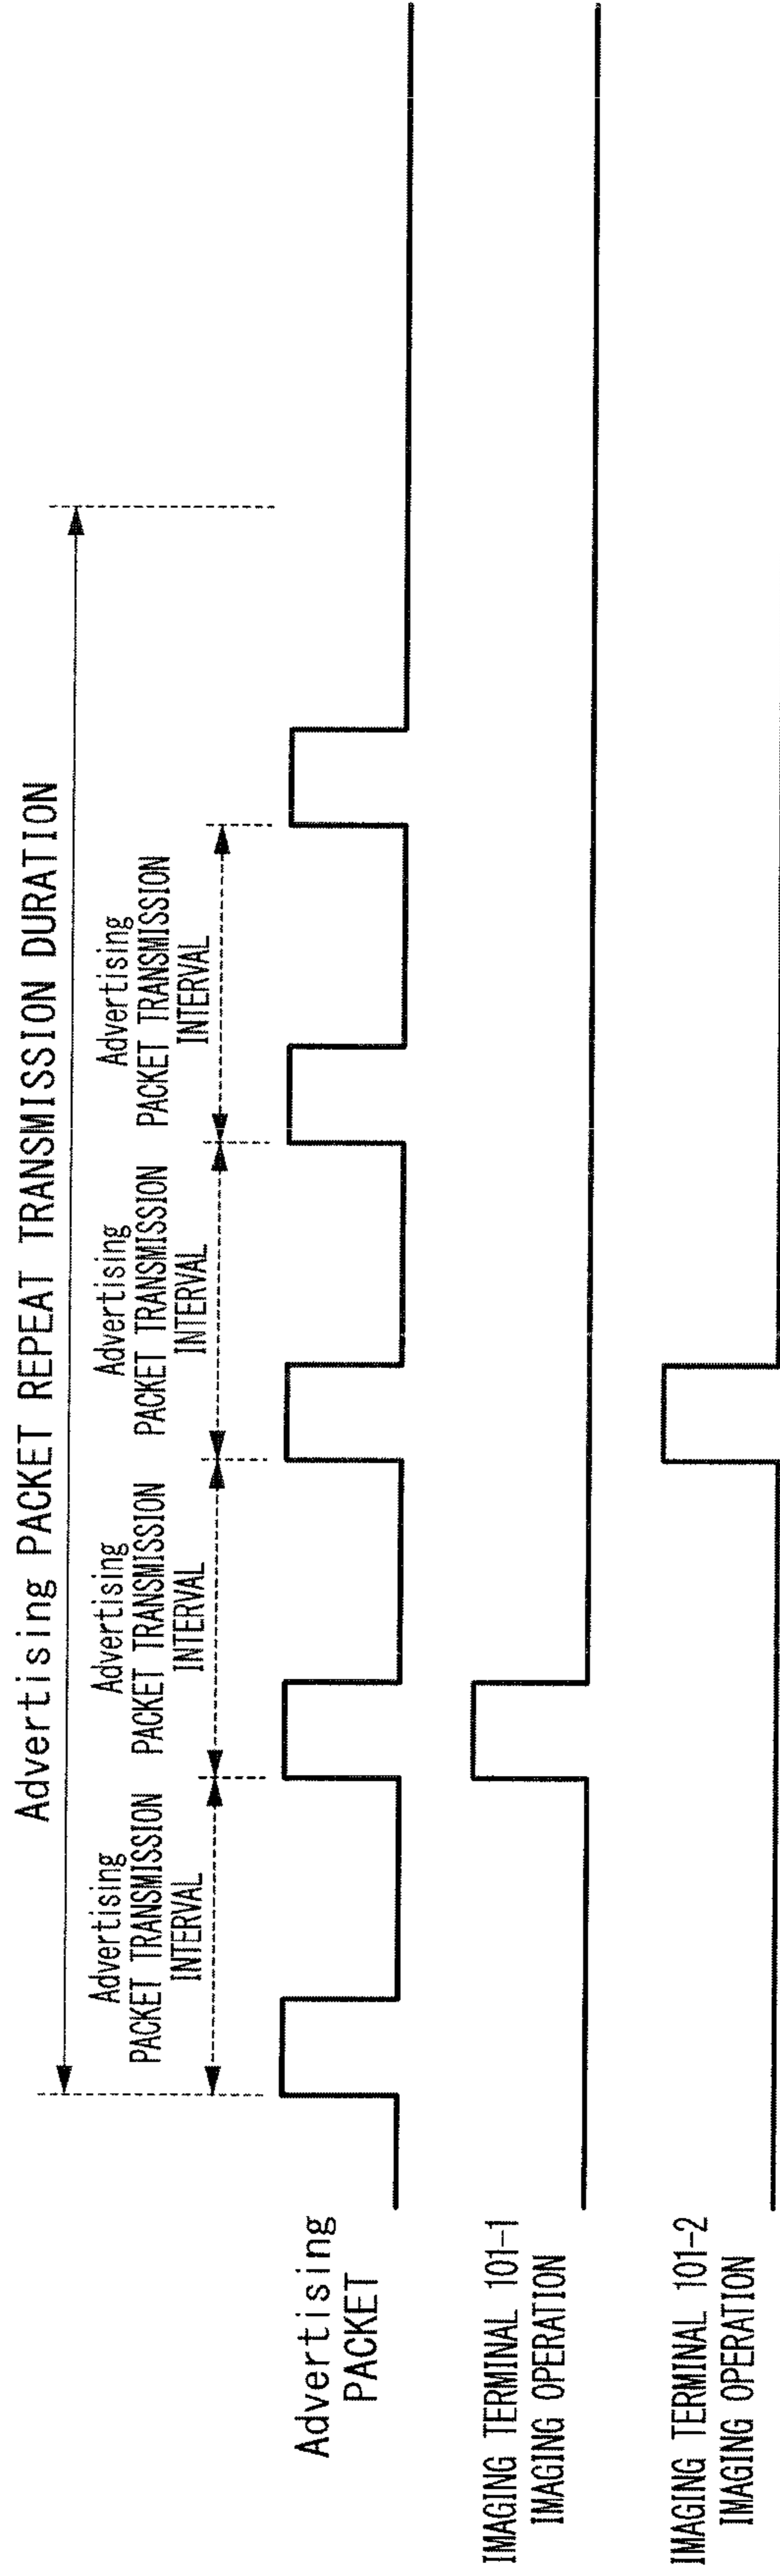 Advertising PACKET REPEAT TRANSMISSION DURATION
Advertising
PACKET TRANSMISSION
INTERVAL
Advertising
PACKET TRANSMISSION
INTERVAL
Advertising
PACKET TRANSMISSION
INTERVAL
Advertising
PACKET TRANSMISSION
INTERVAL
Advertising
PACKET
IMAGING TERMINAL 101-1
IMAGING OPERATION
IMAGING TERMINAL 101-2
IMAGING OPERATION